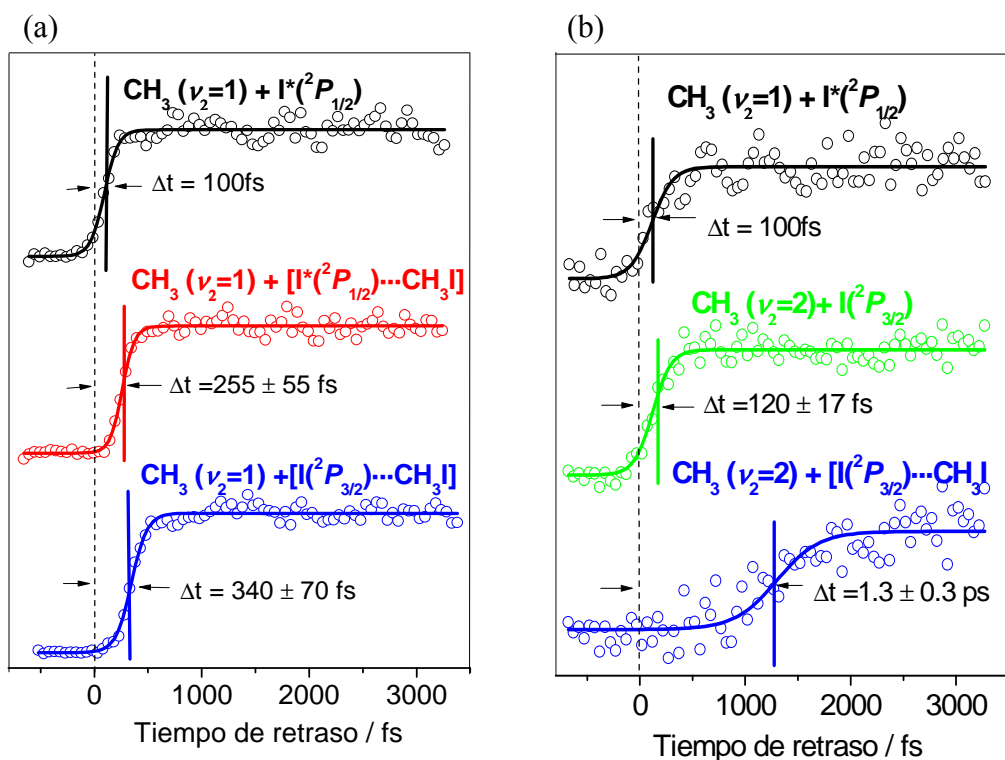 (a)
CH₃ (ν₂=1) + I*(²P₁/₂)
Δt = 100fs
CH₃ (ν₂=1) + [I*(²P₁/₂)···CH₃I]
Δt =255 ± 55 fs
CH₃ (ν₂=1) +[I(²P₃/₂)···CH₃I]
Δt = 340 ± 70 fs
0 1000 2000 3000
Tiempo de retraso / fs
(b)
CH₃ (ν₂=1) + I*(²P₁/₂)
Δt = 100fs
CH₃ (ν₂=2)+ I(²P₃/₂)
Δt =120 ± 17 fs
CH₃ (ν₂=2) + [I(²P₃/₂)···CH₃I
Δt =1.3 ± 0.3 ps
0 1000 2000 3000
Tiempo de retraso / fs